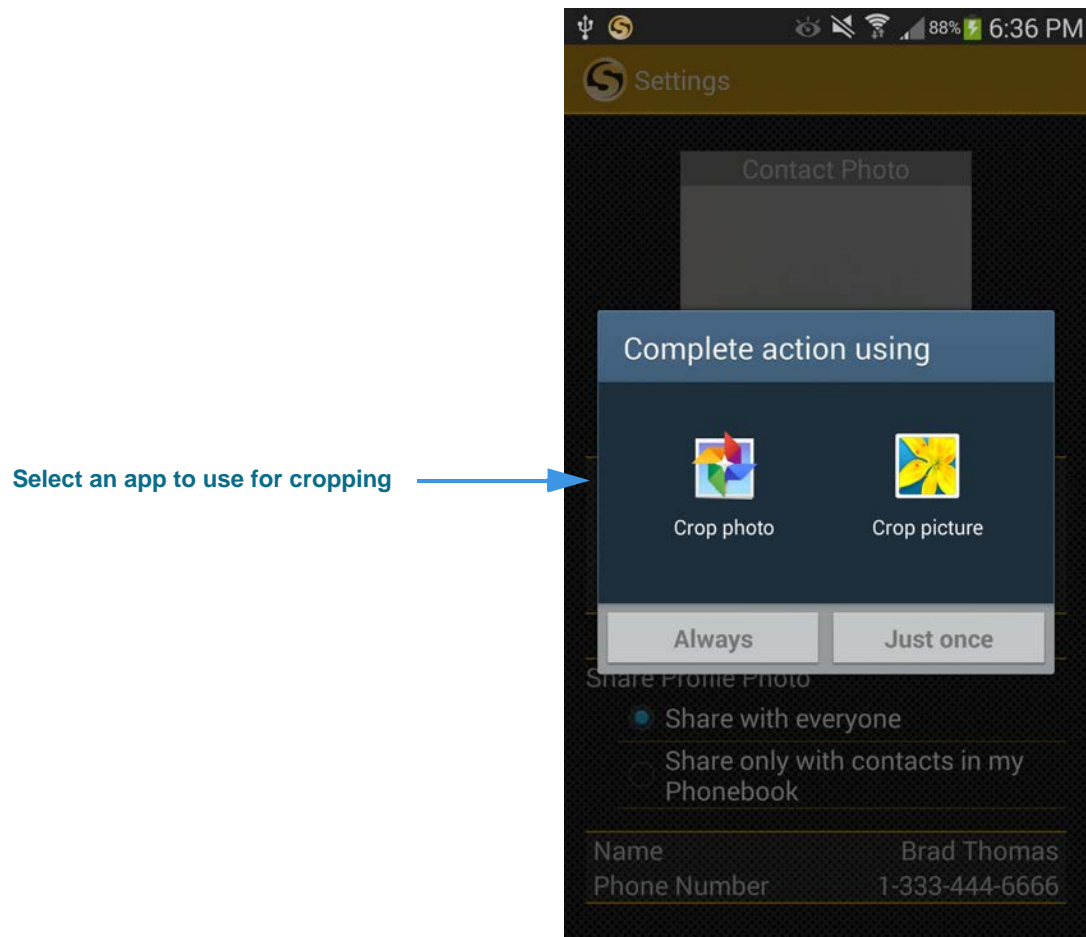 88% 6:36 PM
Settings
Contact Photo
Complete action using
Select an app to use for cropping
Crop photo Crop picture
Always Just once
Share Profile Photo
Share with everyone
Share only with contacts in my
Phonebook
Name Brad Thomas
Phone Number 1-333-444-6666